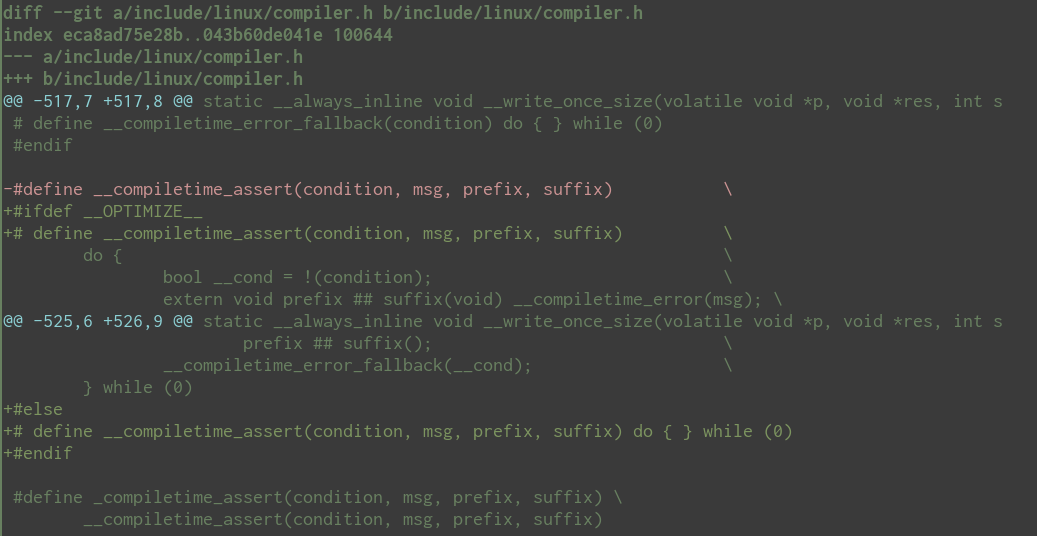 diff --git a/include/linux/compiler.h b/include/linux/compiler.h
index eca8ad75e28b..043b60de041e 100644
--- a/include/linux/compiler.h
+++ b/include/linux/compiler.h
@@ -517,7 +517,8 @@ static __always_inline void __write_once_size(volatile void *p, void *res, int s
 # define __compiletime_error_fallback(condition) do { } while (0)
 #endif

-#define __compiletime_assert(condition, msg, prefix, suffix)           \
+#ifdef __OPTIMIZE__
+# define __compiletime_assert(condition, msg, prefix, suffix)          \
        do {                                                            \
                bool __cond = !(condition);                             \
                extern void prefix ## suffix(void) __compiletime_error(msg); \
@@ -525,6 +526,9 @@ static __always_inline void __write_once_size(volatile void *p, void *res, int s
                        prefix ## suffix();                             \
                __compiletime_error_fallback(__cond);                   \
        } while (0)
+#else
+# define __compiletime_assert(condition, msg, prefix, suffix) do { } while (0)
+#endif

 #define _compiletime_assert(condition, msg, prefix, suffix) \
        __compiletime_assert(condition, msg, prefix, suffix)